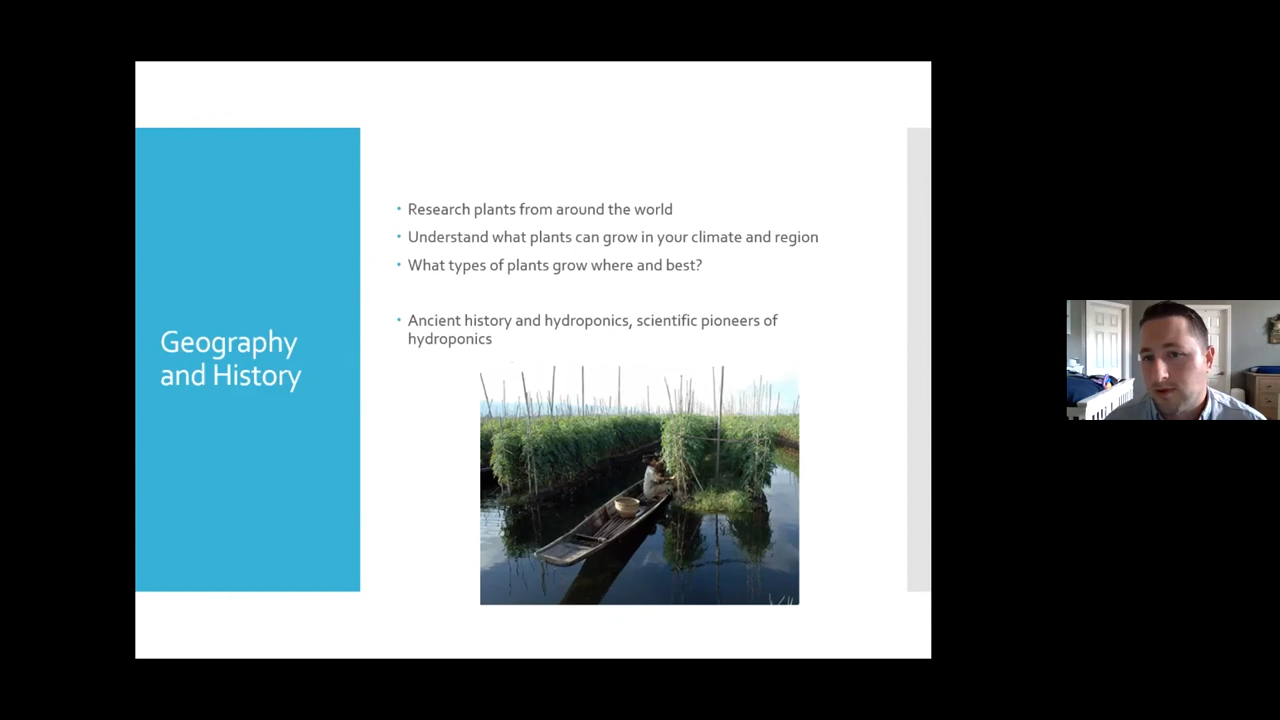 Geography
and History
• Research plants from around the world
• Understand what plants can grow in your climate and region
• What types of plants grow where and best?
• Ancient history and hydroponics, scientific pioneers of
hydroponics